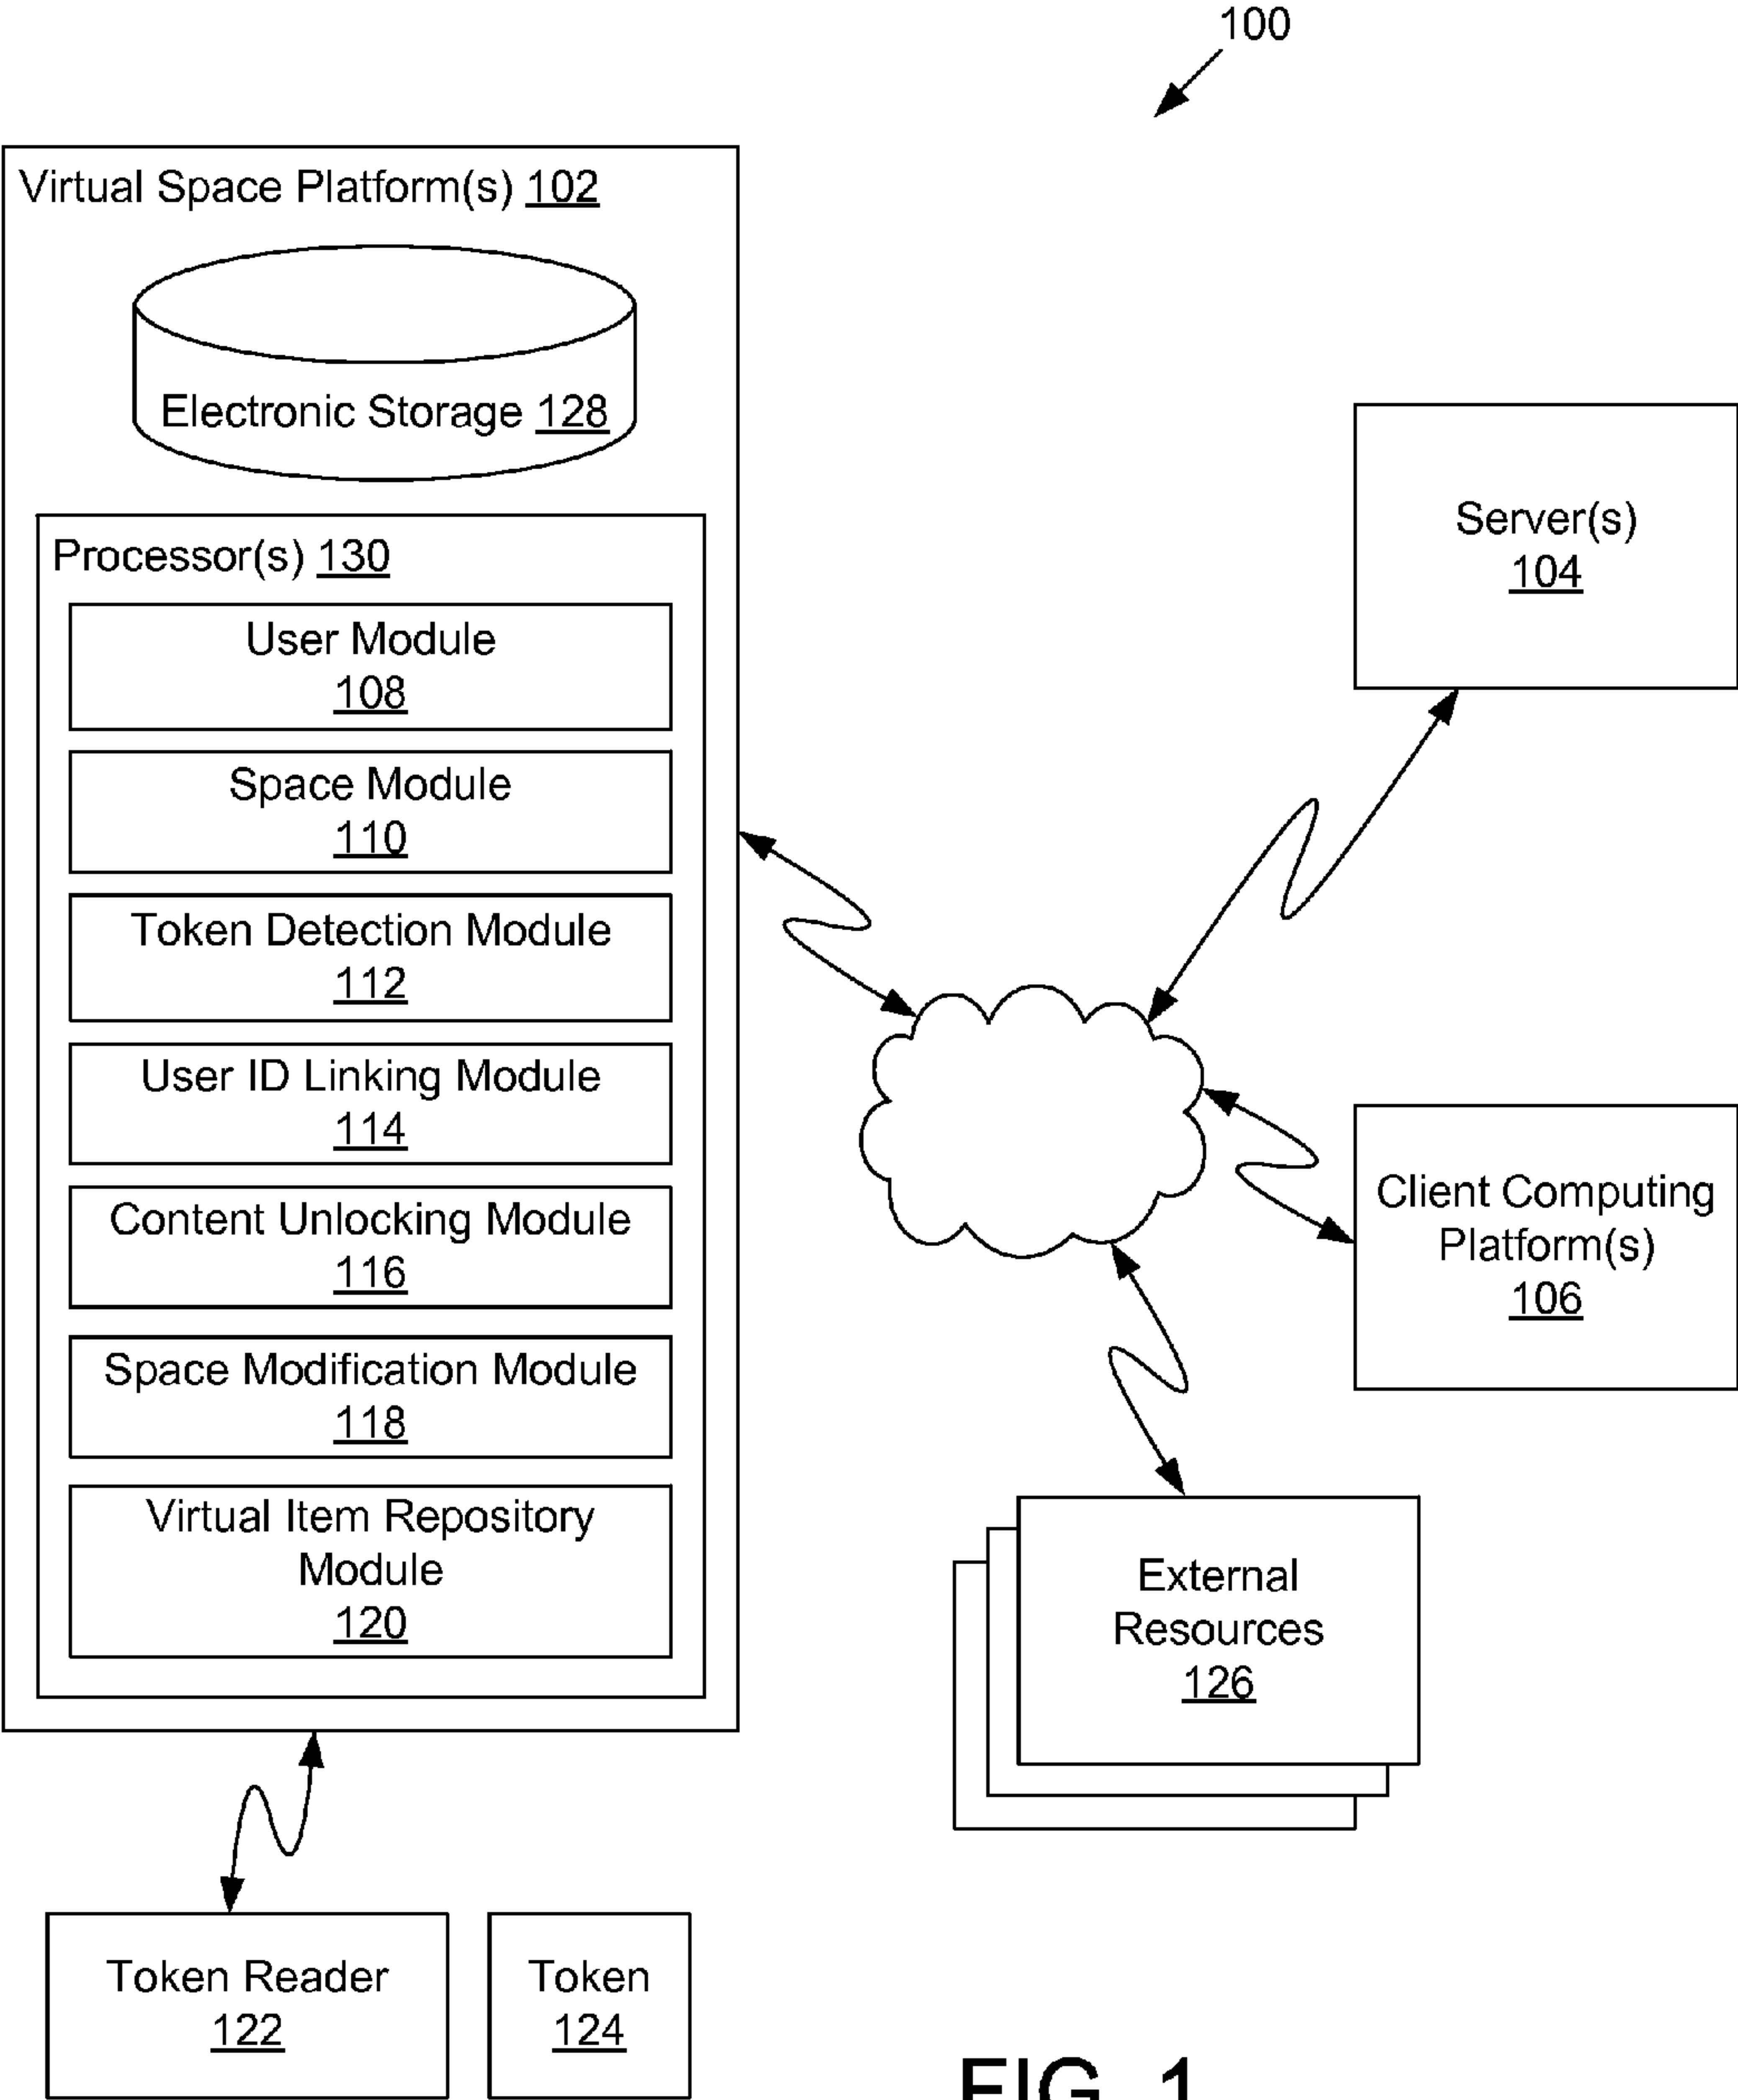 100
Virtual Space Platform(s) 102
Electronic Storage 128
Processor(s) 130
User Module
108
Space Module
110
Token Detection Module
112
User ID Linking Module
114
Content Unlocking Module
116
Space Modification Module
118
Virtual Item Repository
Module
120
Server(s)
104
Client Computing
Platform(s)
106
External
Resources
126
Token Reader
122
Token
124
FIG. 1